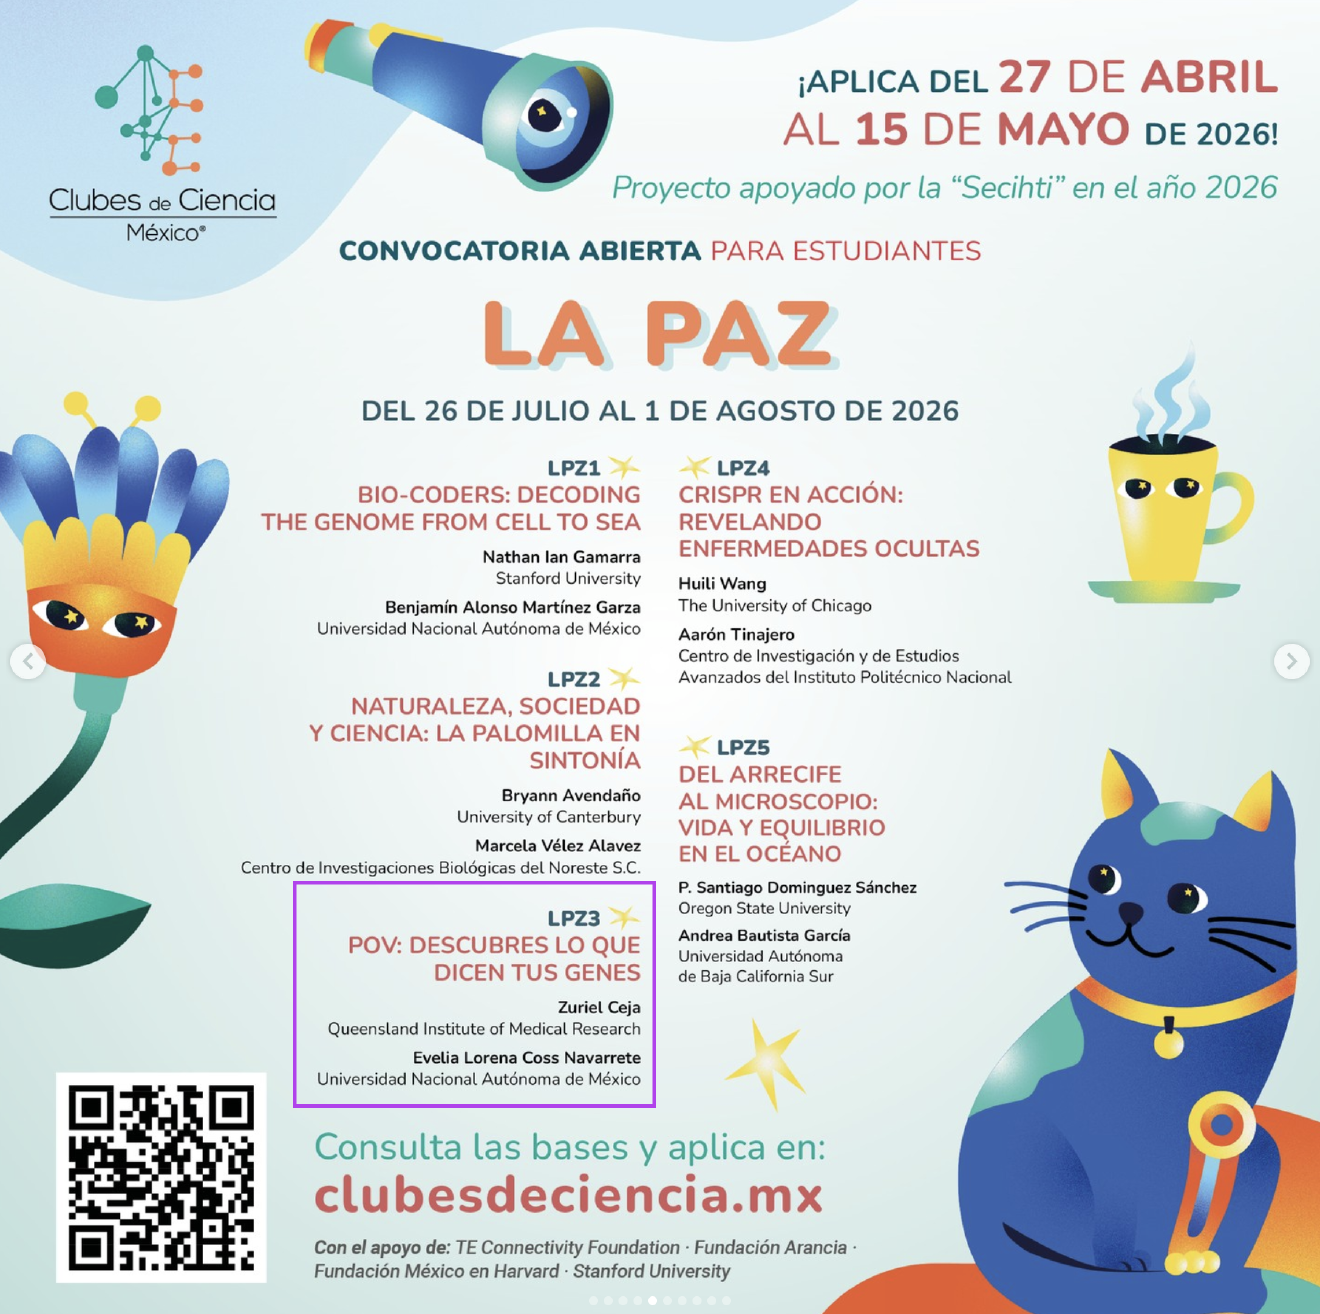 Clubes de Ciencia
México®
¡APLICA DEL 27 DE ABRIL
AL 15 DE MAYO DE 2026!
Proyecto apoyado por la “Secihti” en el año 2026
CONVOCATORIA ABIERTA PARA ESTUDIANTES
LA PAZ
DEL 26 DE JULIO AL 1 DE AGOSTO DE 2026
LPZ1
BIO-CODERS: DECODING
THE GENOME FROM CELL TO SEA
Nathan Ian Gamarra
Stanford University
Benjamín Alonso Martínez Garza
Universidad Nacional Autónoma de México
LPZ2
NATURALEZA, SOCIEDAD
Y CIENCIA: LA PALOMILLA EN
SINTONÍA
Bryann Avendaño
University of Canterbury
Marcela Vélez Alavez
Centro de Investigaciones Biológicas del Noreste S.C.
LPZ3
POV: DESCUBRES LO QUE
DICEN TUS GENES
Zuriel Ceja
Queensland Institute of Medical Research
Evelia Lorena Coss Navarrete
Universidad Nacional Autónoma de México
LPZ4
CRISPR EN ACCIÓN:
REVELANDO
ENFERMEDADES OCULTAS
Huili Wang
The University of Chicago
Aarón Tinajero
Centro de Investigación y de Estudios
Avanzados del Instituto Politécnico Nacional
LPZ5
DEL ARRECIFE
AL MICROSCOPIO:
VIDA Y EQUILIBRIO
EN EL OCÉANO
P. Santiago Dominguez Sánchez
Oregon State University
Andrea Bautista García
Universidad Autónoma
de Baja California Sur
Consulta las bases y aplica en:
clubesdeciencia.mx
Con el apoyo de: TE Connectivity Foundation · Fundación Arancia ·
Fundación México en Harvard · Stanford University